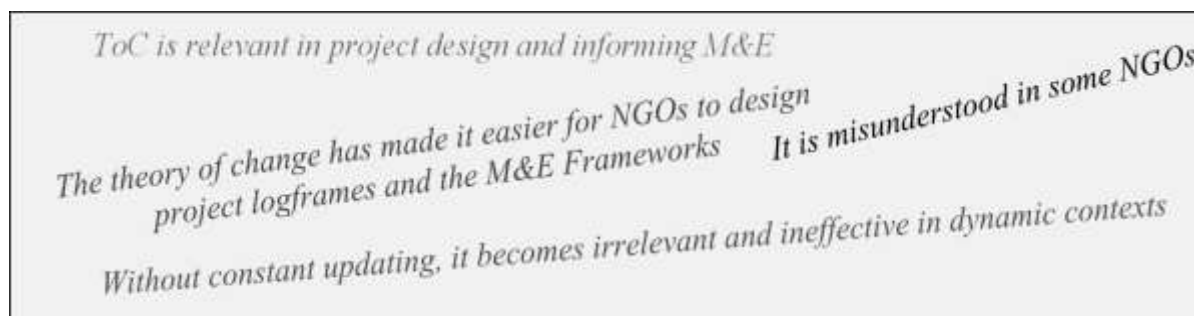 ToC is relevant in project design and informing M&E
The theory of change has made it easier for NGOs to design
project logframes and the M&E Frameworks
It is misunderstood in some NGOs
Without constant updating, it becomes irrelevant and ineffective in dynamic contexts